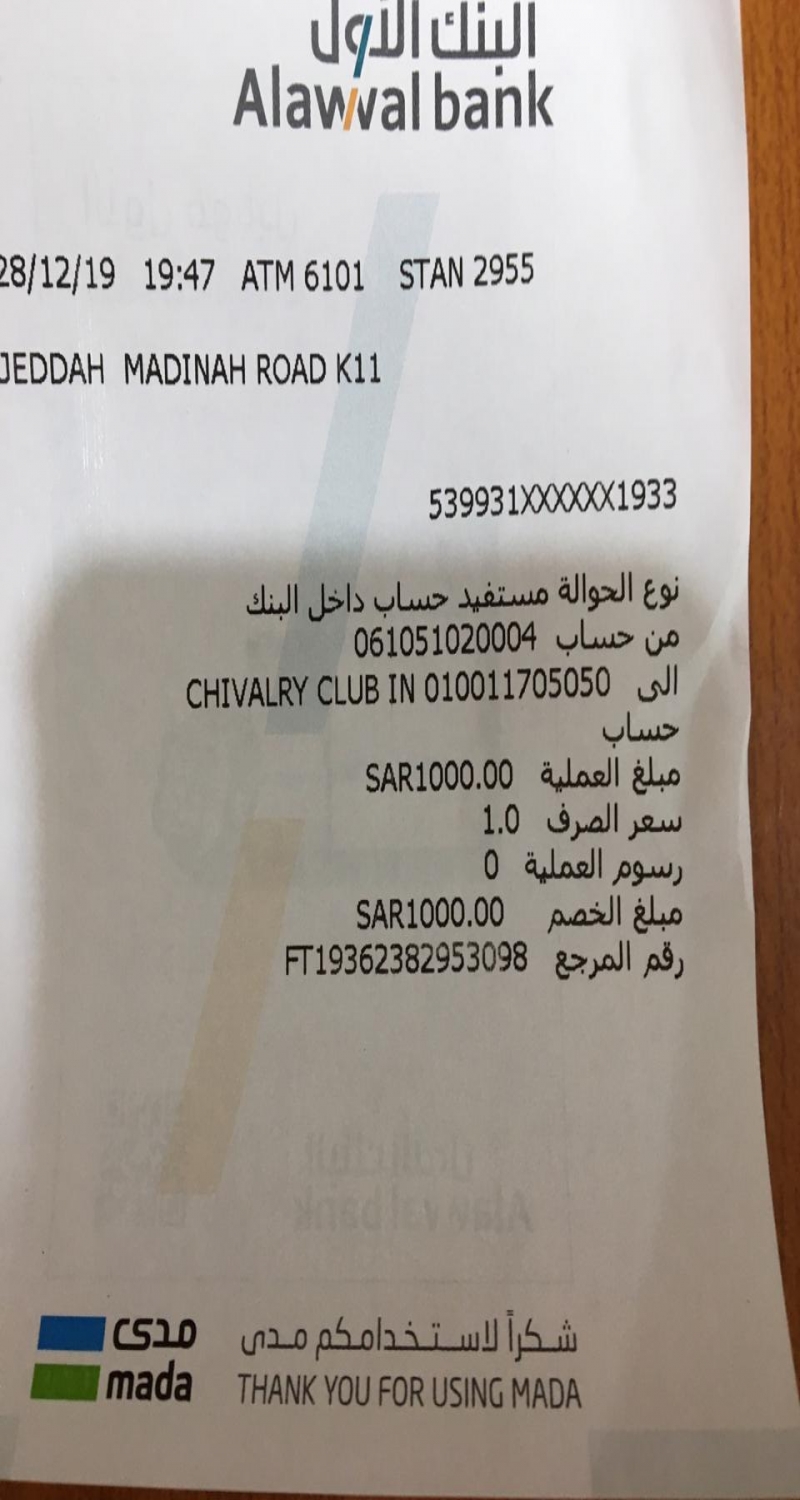 البنك الأول
Alawwal bank
28/12/19 19:47 ATM 6101 STAN 2955
JEDDAH MADINAH ROAD K11
539931XXXXXX1933
نوع الحوالة مستفيد حساب داخل البنك
من حساب 061051020004
الى CHIVALRY CLUB IN 010011705050
حساب
مبلغ العملية SAR1000.00
سعر الصرف 1.0
رسوم العملية 0
مبلغ الخصم SAR1000.00
رقم المرجع FT19362382953098
مدى شكراً لاستخدامكم مدى
mada THANK YOU FOR USING MADA